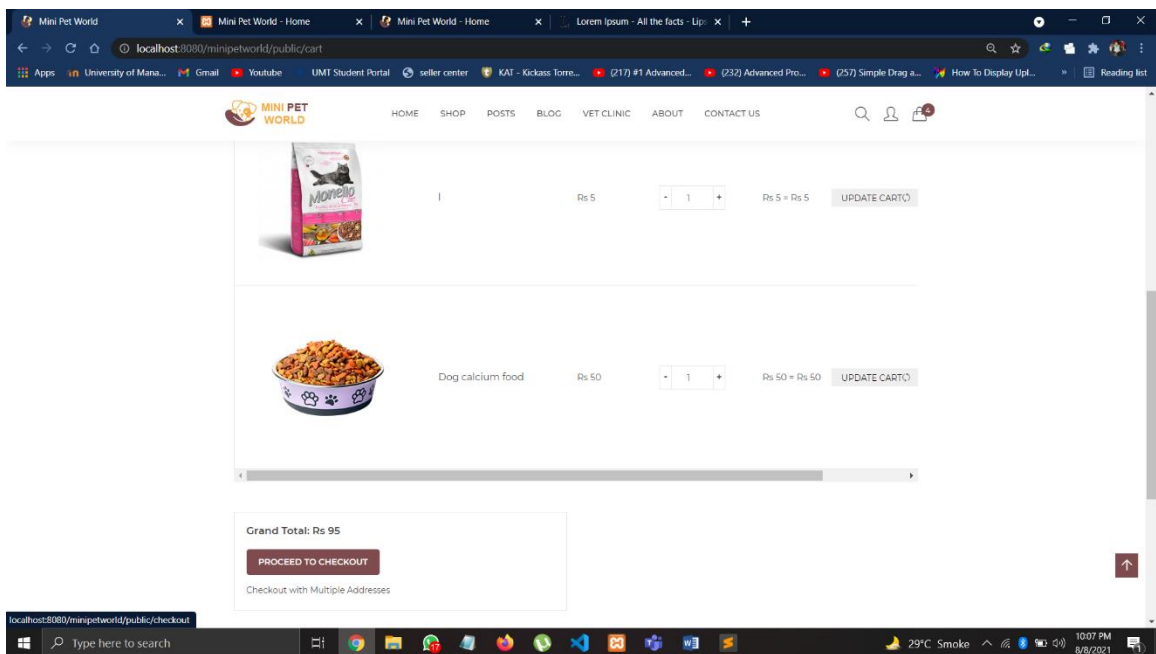 Mini Pet World
Mini Pet World - Home
Mini Pet World - Home
Lorem Ipsum - All the facts - Lip
localhost:8080/minipetworld/public/cart
Apps
University of Mana...
Gmail
Youtube
UMT Student Portal
seller center
KAT - Kickass Torre...
(217) #1 Advanced...
(232) Advanced Pro...
(257) Simple Drag a...
How To Display Upl...
»
Reading list
MINI PET
WORLD
HOME SHOP POSTS BLOG VET CLINIC ABOUT CONTACT US
4
Monello
Cat
l
Rs 5
- 1 +
Rs 5 = Rs 5
UPDATE CART
Dog calcium food
Rs 50
- 1 +
Rs 50 = Rs 50
UPDATE CART
Grand Total: Rs 95
PROCEED TO CHECKOUT
Checkout with Multiple Addresses
localhost:8080/minipetworld/public/checkout
Type here to search
29°C Smoke
10:07 PM
8/8/2021